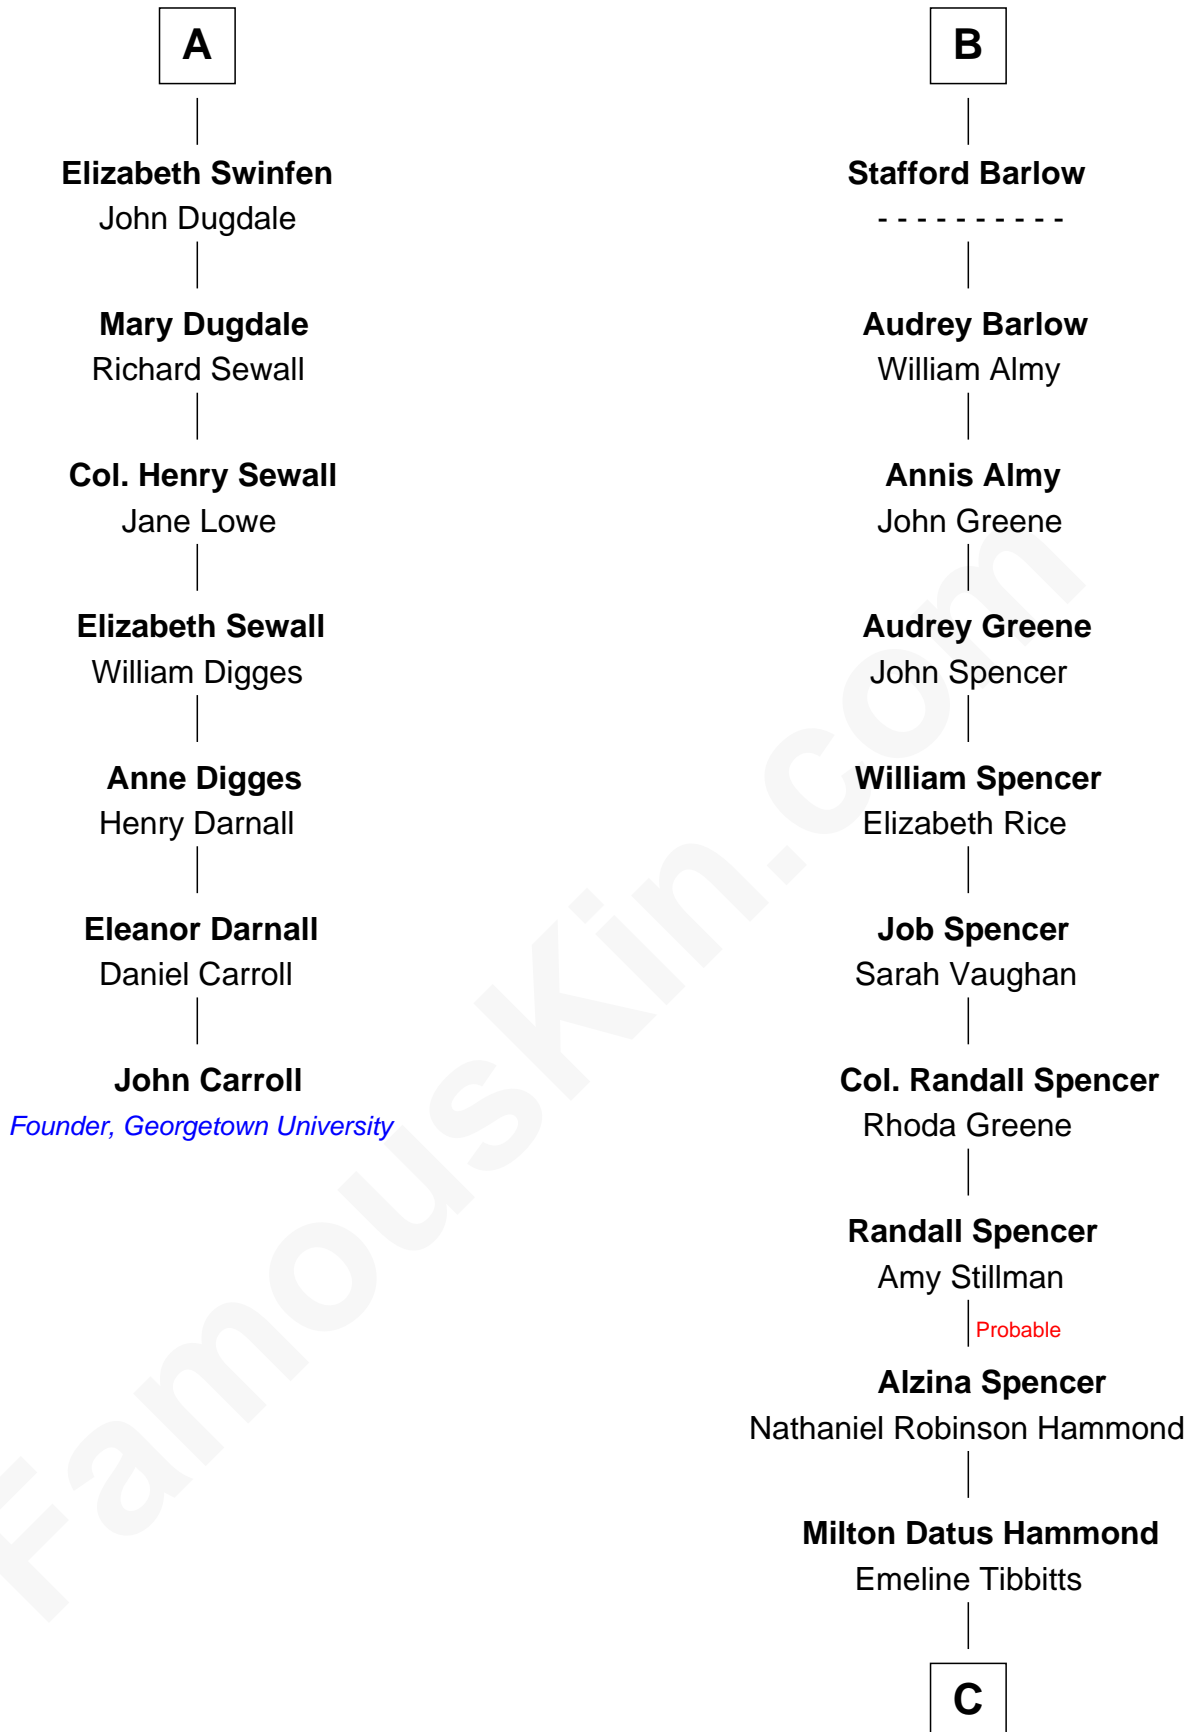 A
Elizabeth Swinfen
John Dugdale
Mary Dugdale
Richard Sewall
Col. Henry Sewall
Jane Lowe
Elizabeth Sewall
William Digges
Anne Digges
Henry Darnall
Eleanor Darnall
Daniel Carroll
John Carroll
Founder, Georgetown University
B
Stafford Barlow
- - - - - - - - - -
Audrey Barlow
William Almy
Annis Almy
John Greene
Audrey Greene
John Spencer
William Spencer
Elizabeth Rice
Job Spencer
Sarah Vaughan
Col. Randall Spencer
Rhoda Greene
Randall Spencer
Amy Stillman
Probable
Alzina Spencer
Nathaniel Robinson Hammond
Milton Datus Hammond
Emeline Tibbitts
C
FamousKin.com